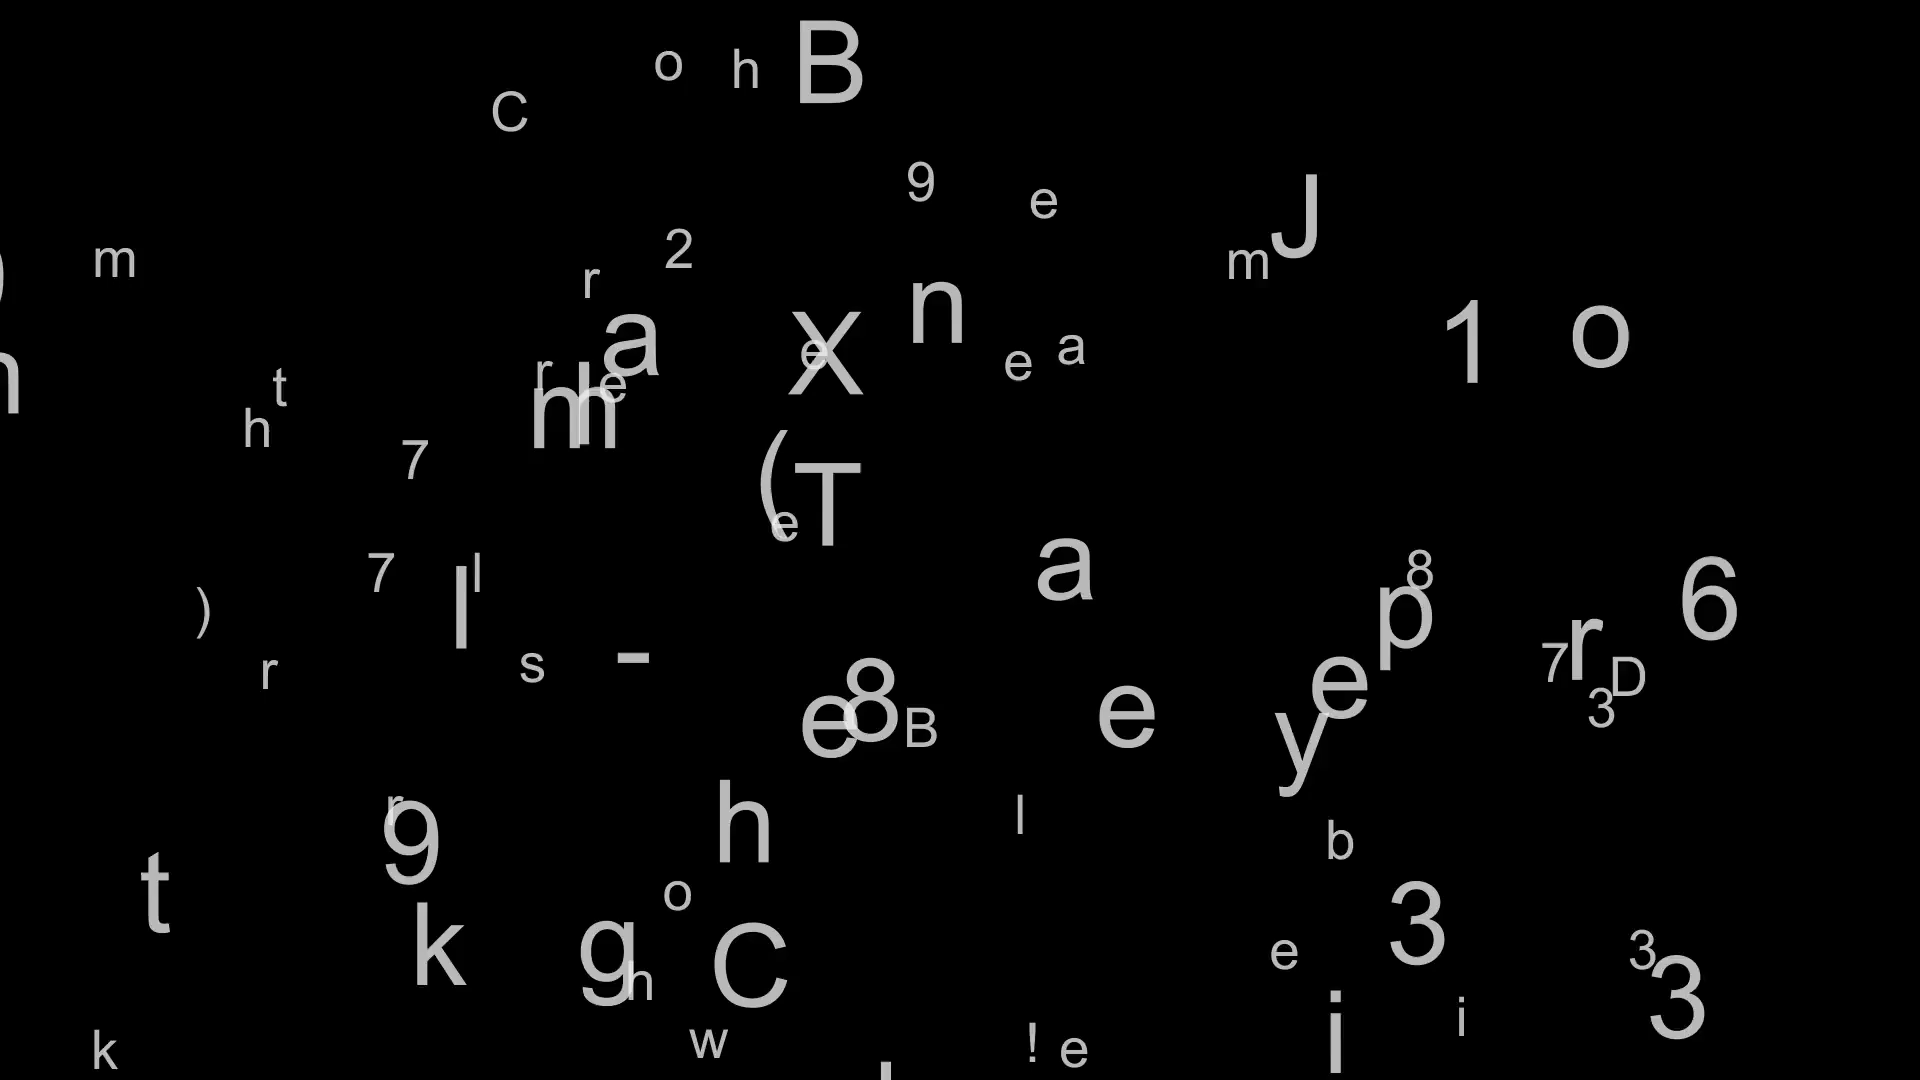 o h B
C
9 e
J
m m
2
r
n
a X 1 o
e e a
r e t
m l
h
7
( T
e
a
7 l 8
l p 6
)
r s - 7 r D
e 3
8 B e
e y
r h l
9 b
t
o 3
k g C e 3
h 3
i i
k w ! e